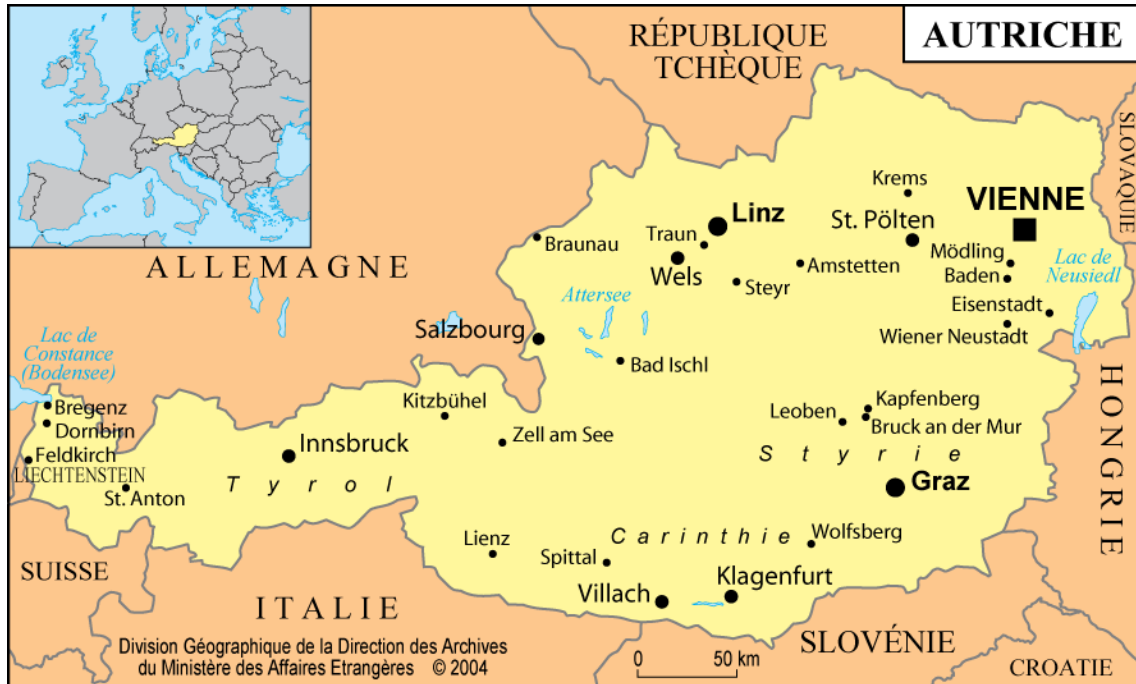 AUTRICHE
RÉPUBLIQUE
TCHÈQUE
SLOVAQUIE
ALLEMAGNE
Krems
VIENNE
Linz
St. Pölten
Traun
Braunau
Wels
Amstetten
Mödling
Lac de
Neusiedl
Baden
Steyr
Attersee
Eisenstadt
Salzbourg
Wiener Neustadt
Lac de
Constance
(Bodensee)
Bad Ischl
HONGRIE
Bregenz
Kitzbühel
Kapfenberg
Leoben
Dornbirn
Bruck an der Mur
Innsbruck
Zell am See
Feldkirch
Styrie
LIECHTENSTEIN
Tyrol
Graz
St. Anton
Carinthie
Wolfsberg
Lienz
Spittal
SUISSE
Villach
Klagenfurt
ITALIE
SLOVÉNIE
Division Géographique de la Direction des Archives
du Ministère des Affaires Etrangères © 2004
0 50 km
CROATIE